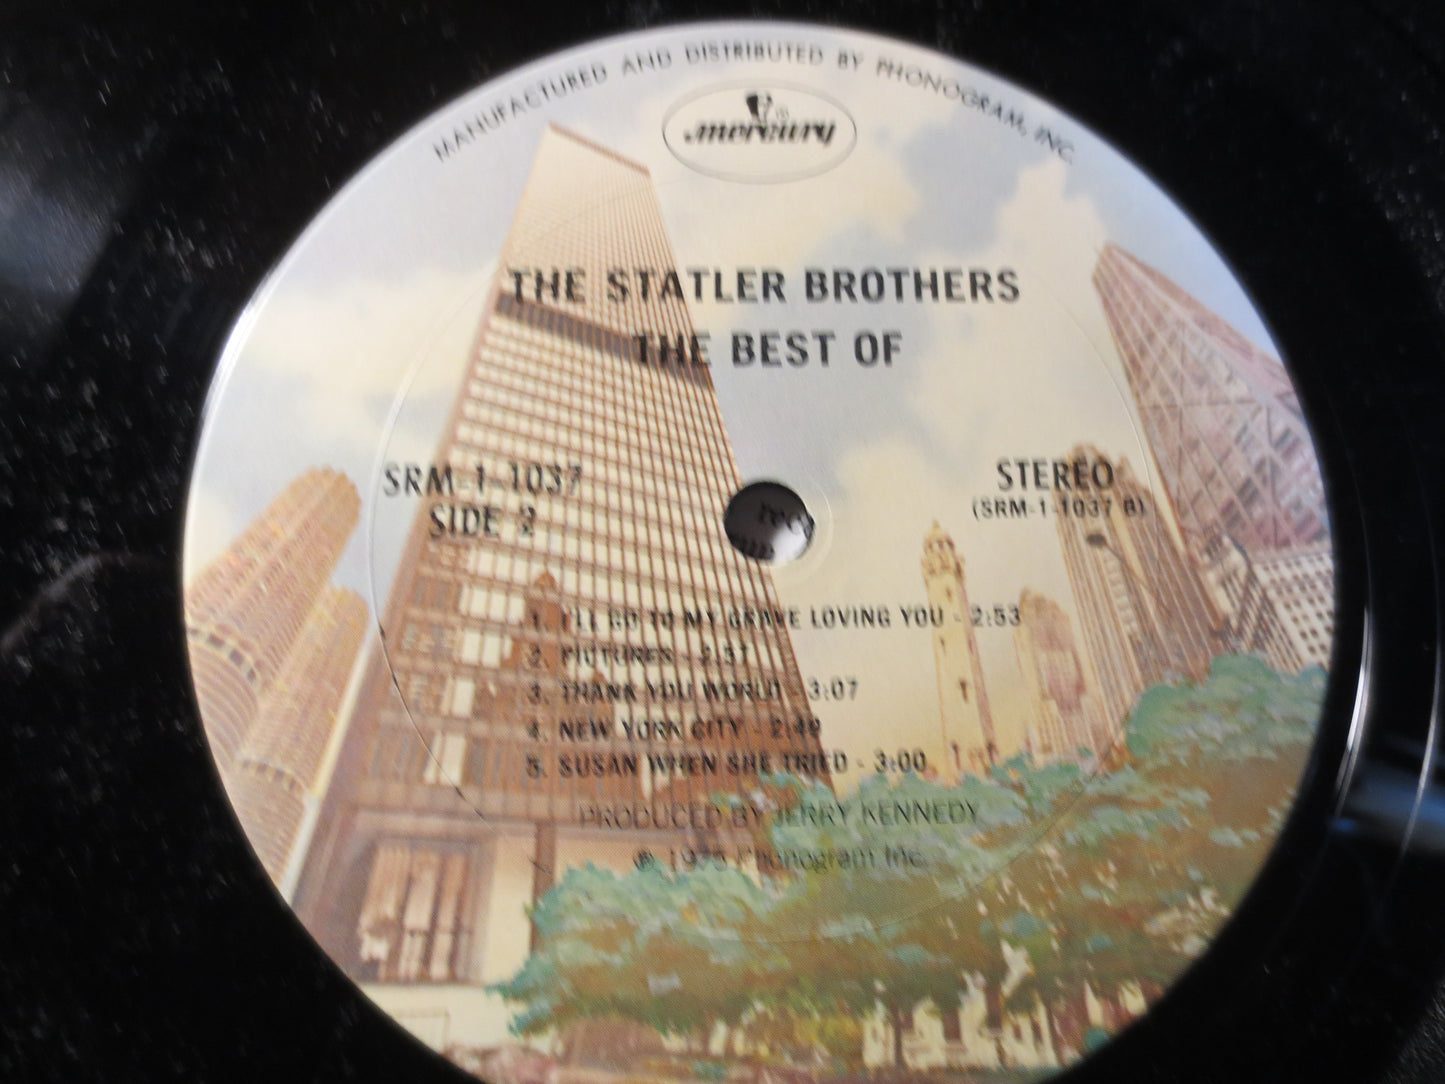 MANUFACTURED AND DISTRIBUTED BY PHONOGRAM, INC.
mercury ®
THE STATLER BROTHERS
THE BEST OF
SRM-1-1037
SIDE 2
STEREO
(SRM-1-1037 B)
1. I'LL GO TO MY GRAVE LOVING YOU - 2:53
2. PICTURES - 2:57
3. THANK YOU WORLD - 3:07
4. NEW YORK CITY - 2:49
5. SUSAN WHEN SHE TRIED - 3:00
PRODUCED BY JERRY KENNEDY
℗ 1975 Phonogram Inc.